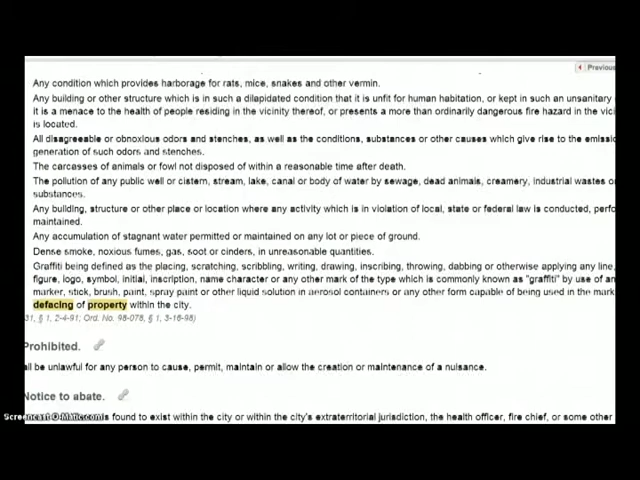 Previous
Any condition which provides harborage for rats, mice, snakes and other vermin.
Any building or other structure which is in such a dilapidated condition that it is unfit for human habitation, or kept in such an unsanitary
it is a menace to the health of people residing in the vicinity thereof, or presents a more than ordinarily dangerous fire hazard in the vici
is located.
All disagreeable or obnoxious odors and stenches, as well as the conditions, substances or other causes which give rise to the emissio
generation of such odors and stenches.
The carcasses of animals or fowl not disposed of within a reasonable time after death.
The pollution of any public well or cistern, stream, lake, canal or body of water by sewage, dead animals, creamery, industrial wastes o
substances.
Any building, structure or other place or location where any activity which is in violation of local, state or federal law is conducted, perfo
maintained.
Any accumulation of stagnant water permitted or maintained on any lot or piece of ground.
Dense smoke, noxious fumes, gas, soot or cinders, in unreasonable quantities.
Graffiti being defined as the placing, scratching, scribbling, writing, drawing, inscribing, throwing, dabbing or otherwise applying any line,
figure, logo, symbol, initial, inscription, name character or any other mark of the type which is commonly known as "graffiti" by use of an
marker, stick, brush, paint, spray paint or other liquid solution in aerosol containers or any other form capable of being used in the mark
defacing of property within the city.
31, § 1, 2-4-91; Ord. No. 98-078, § 1, 3-16-98)
Prohibited.
all be unlawful for any person to cause, permit, maintain or allow the creation or maintenance of a nuisance.
Notice to abate.
is found to exist within the city or within the city's extraterritorial jurisdiction, the health officer, fire chief, or some other
Screencast-O-Matic.com